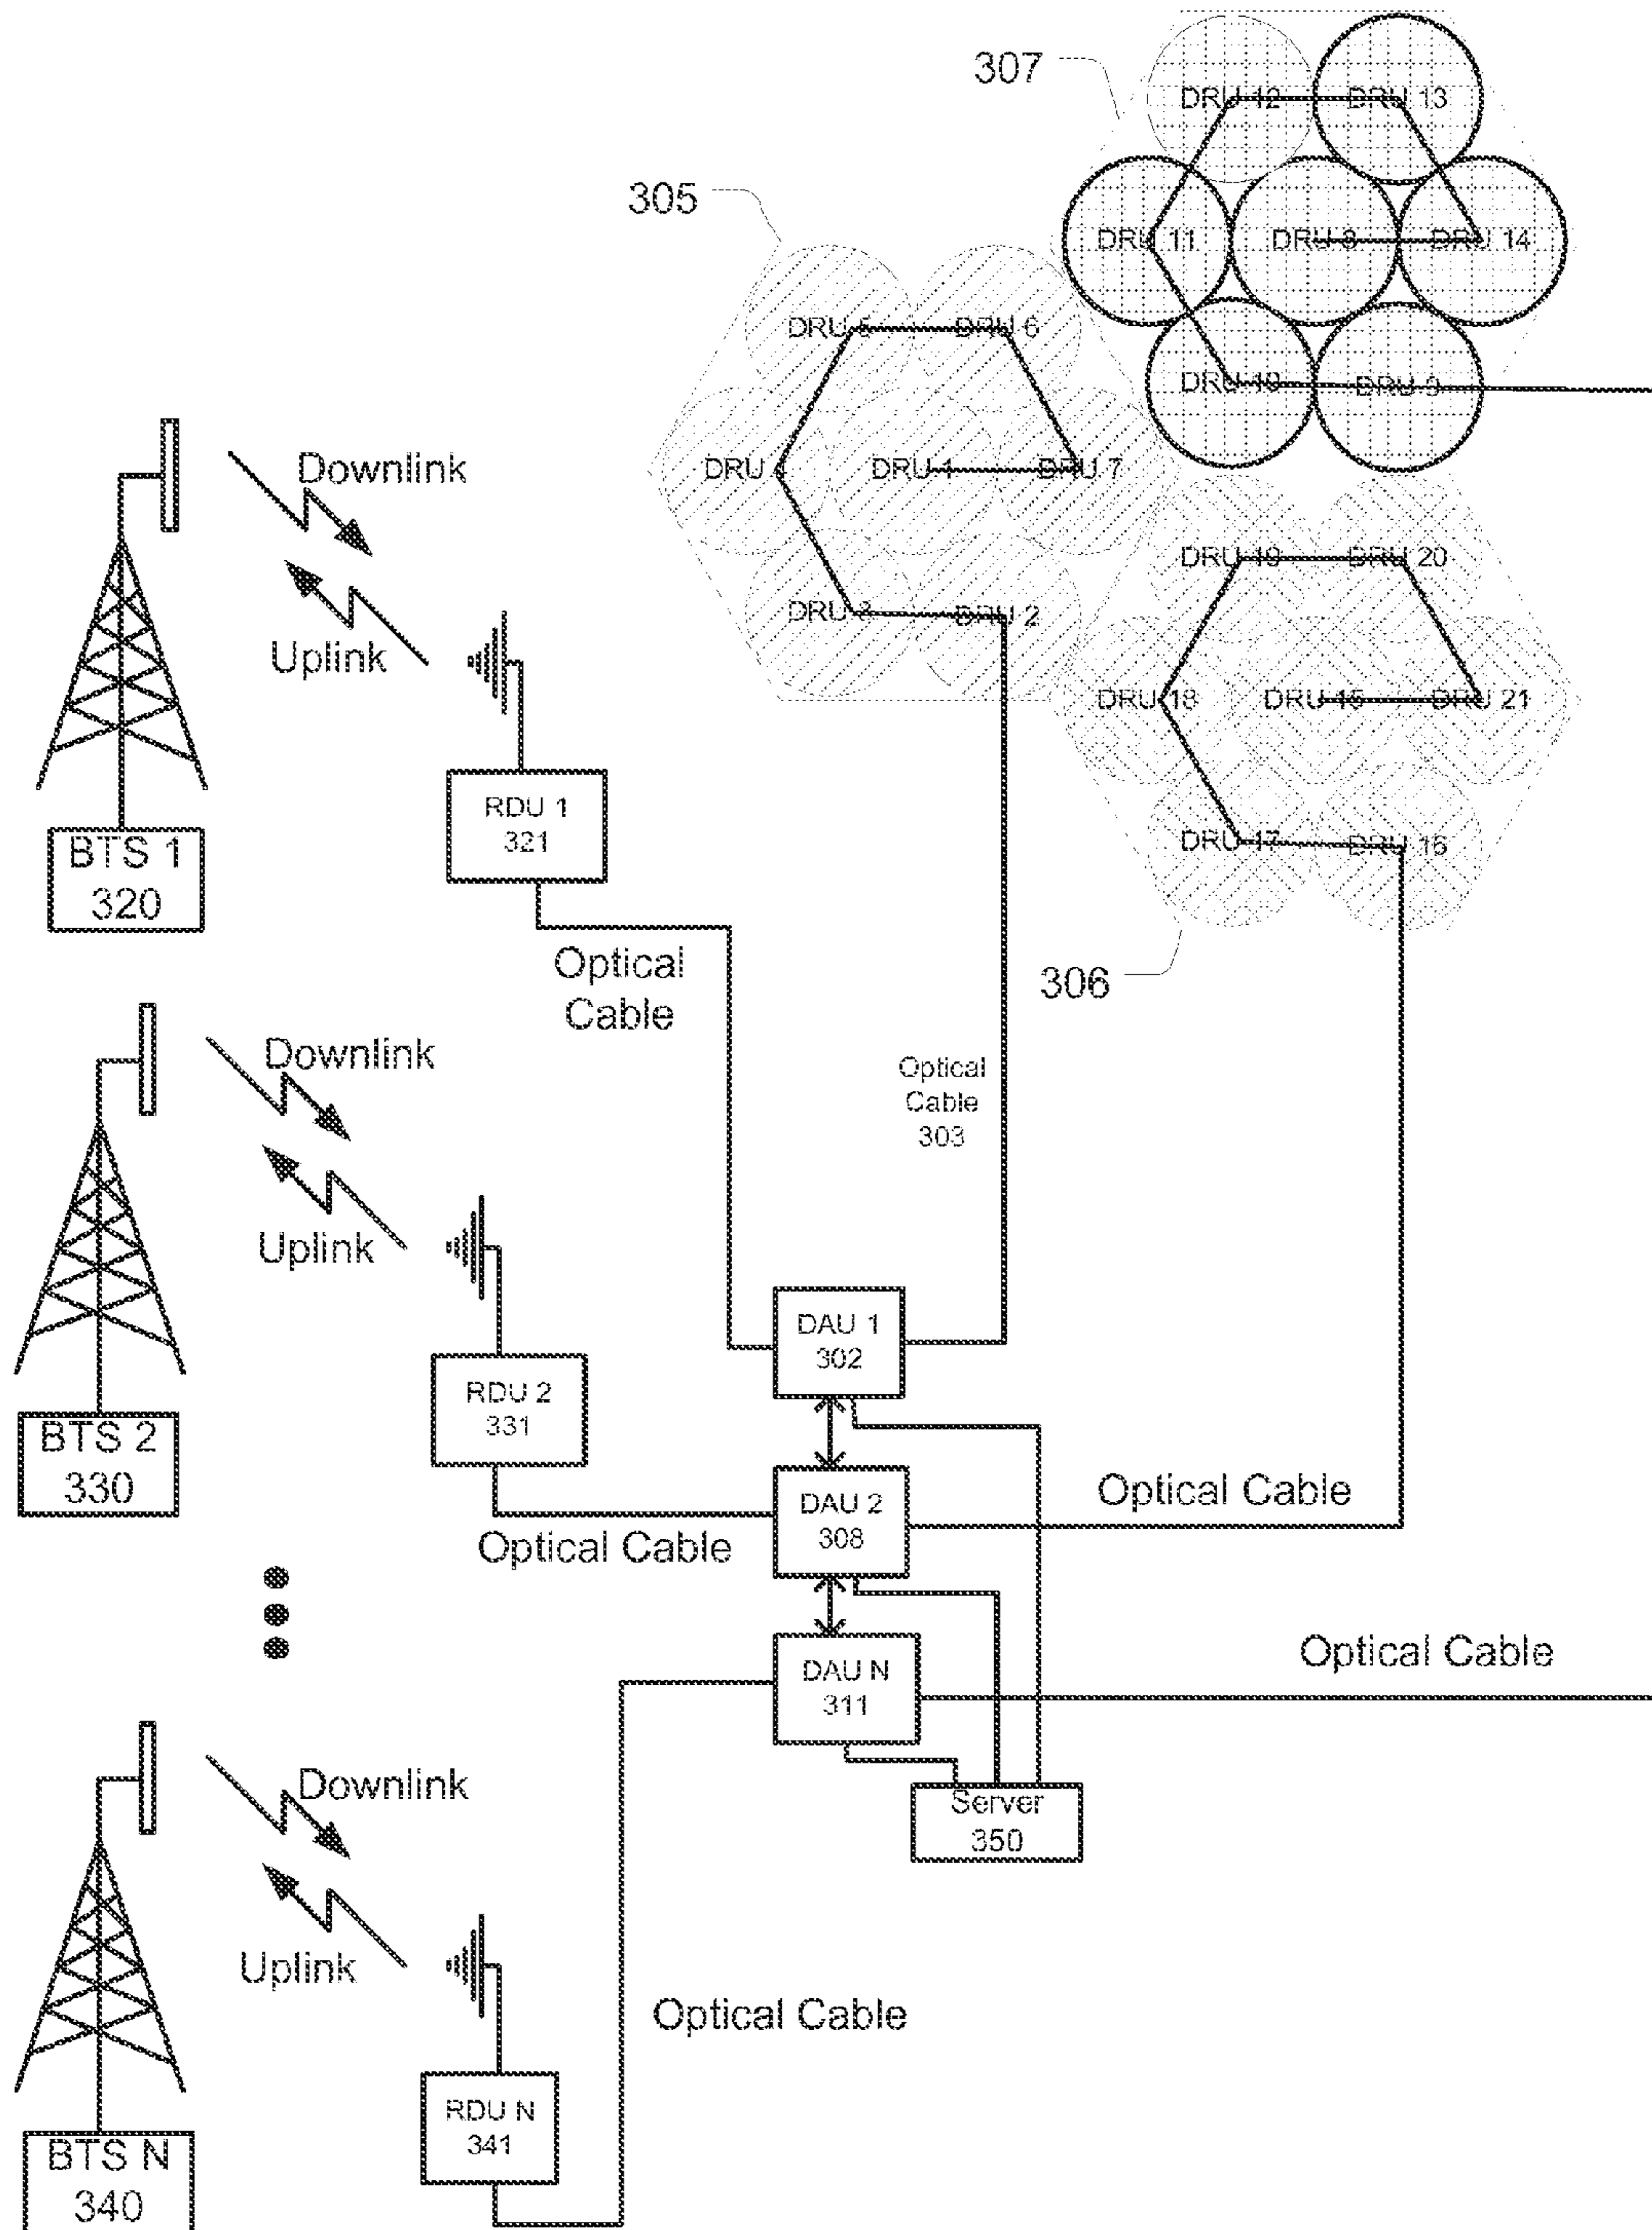 307
DRU 12
DRU 13
305
DRU 11
DRU 8
DRU 14
DRU 5
DRU 6
DRU 10
DRU 9
Downlink
DRU 4
DRU 1
DRU 7
DRU 19
DRU 20
DRU 3
DRU 2
Uplink
DRU 18
DRU 15
DRU 21
RDU 1
321
DRU 17
DRU 16
BTS 1
320
Optical
Cable
306
Downlink
Optical
Cable
303
Uplink
DAU 1
302
RDU 2
331
BTS 2
330
DAU 2
308
Optical Cable
Optical Cable
DAU N
311
Optical Cable
Downlink
Server
350
Uplink
Optical Cable
RDU N
341
BTS N
340